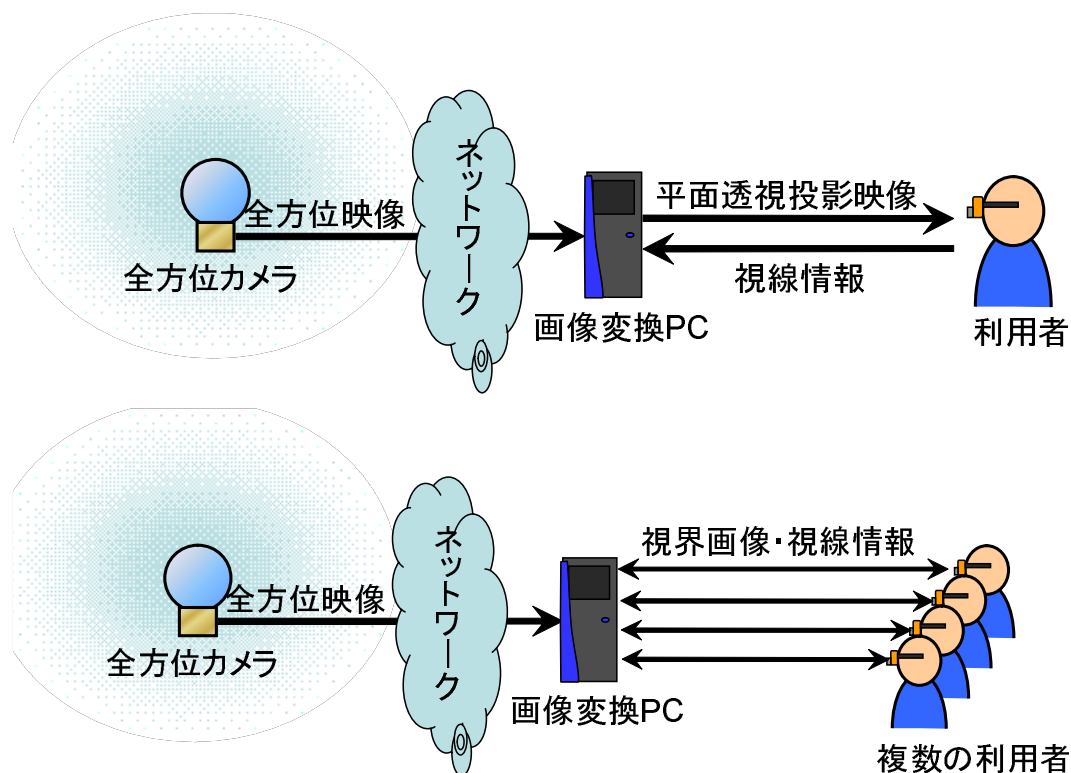 全方位映像
全方位カメラ
ネットワーク
画像変換PC
平面透視投影映像
視線情報
利用者
全方位映像
全方位カメラ
ネットワーク
画像変換PC
視界画像・視線情報
複数の利用者